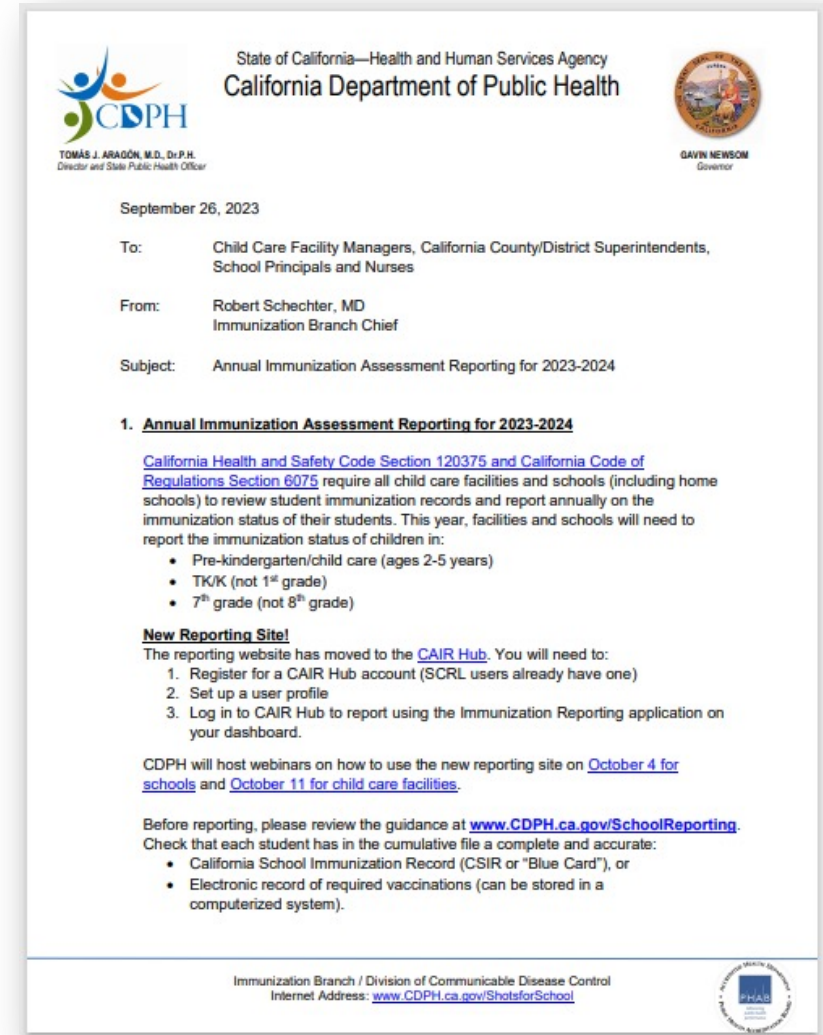 State of California—Health and Human Services Agency
California Department of Public Health
CDPH
TOMÁS J. ARAGÓN, M.D., Dr.P.H.
Director and State Public Health Officer
GAVIN NEWSOM
Governor
September 26, 2023
To: Child Care Facility Managers, California County/District Superintendents,
School Principals and Nurses
From: Robert Schechter, MD
Immunization Branch Chief
Subject: Annual Immunization Assessment Reporting for 2023-2024
1. Annual Immunization Assessment Reporting for 2023-2024
California Health and Safety Code Section 120375 and California Code of
Regulations Section 6075 require all child care facilities and schools (including home
schools) to review student immunization records and report annually on the
immunization status of their students. This year, facilities and schools will need to
report the immunization status of children in:
• Pre-kindergarten/child care (ages 2-5 years)
• TK/K (not 1st grade)
• 7th grade (not 8th grade)
New Reporting Site!
The reporting website has moved to the CAIR Hub. You will need to:
1. Register for a CAIR Hub account (SCRL users already have one)
2. Set up a user profile
3. Log in to CAIR Hub to report using the Immunization Reporting application on
your dashboard.
CDPH will host webinars on how to use the new reporting site on October 4 for
schools and October 11 for child care facilities.
Before reporting, please review the guidance at www.CDPH.ca.gov/SchoolReporting.
Check that each student has in the cumulative file a complete and accurate:
• California School Immunization Record (CSIR or “Blue Card”), or
• Electronic record of required vaccinations (can be stored in a
computerized system).
Immunization Branch / Division of Communicable Disease Control
Internet Address: www.CDPH.ca.gov/ShotsforSchool
PHAB